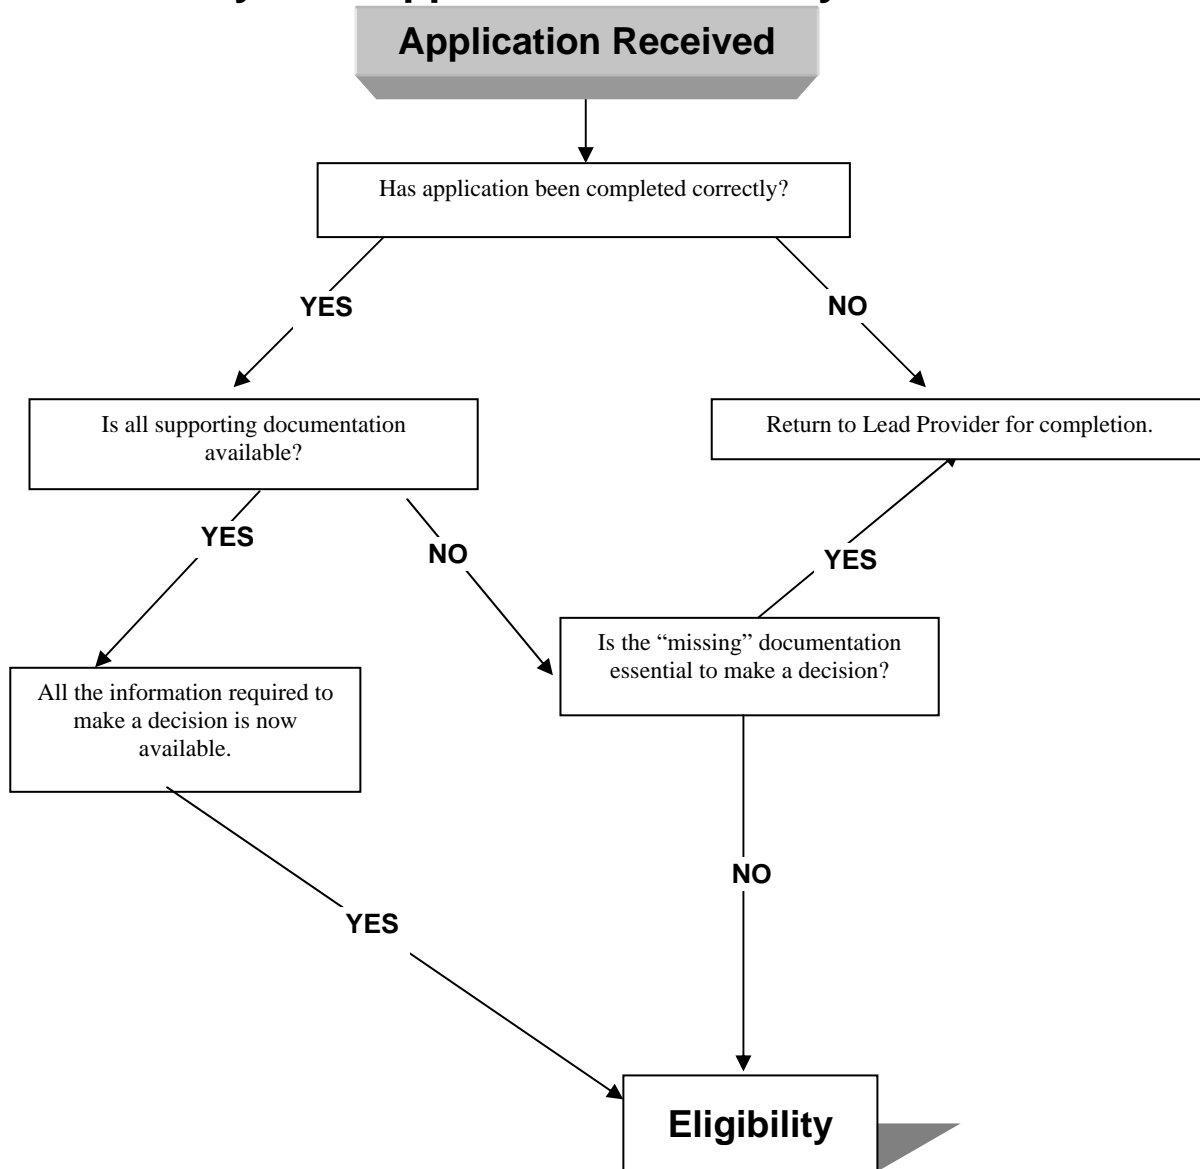 Application Received
Has application been completed correctly?
YES
NO
Is all supporting documentation
available?
Return to Lead Provider for completion.
YES
NO
YES
Is the “missing” documentation
essential to make a decision?
All the information required to
make a decision is now
available.
NO
YES
Eligibility